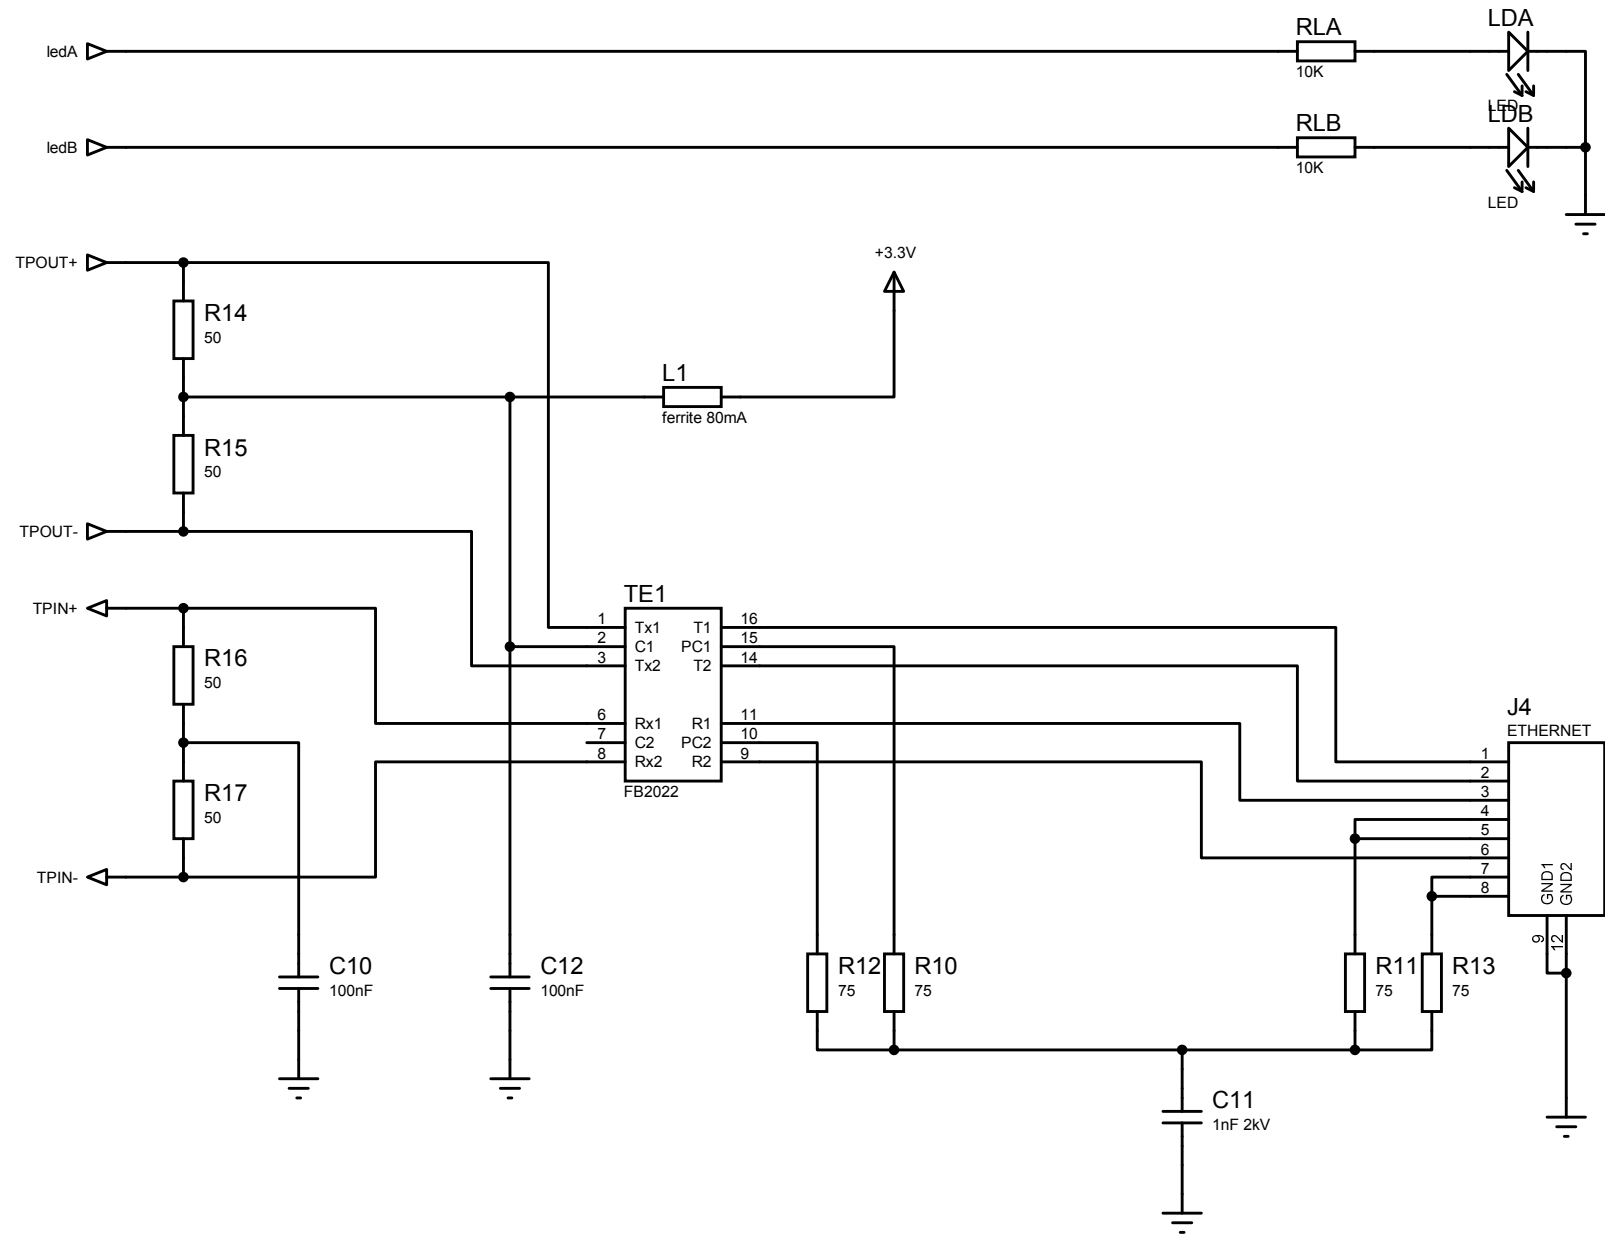 LDA
RLA
ledA
10K
LED
LDB
RLB
ledB
10K
LED
+3.3V
TPOUT+
R14
50
L1
ferrite 80mA
R15
50
TPOUT-
TE1
TPIN+
1 Tx1 T1 16
2 C1 PC1 15
3 Tx2 T2 14
R16
50
6 Rx1 R1 11
7 C2 PC2 10
8 Rx2 R2 9
FB2022
J4
ETHERNET
1
2
3
4
5
6
7
8
GND1
GND2
9
12
R17
50
TPIN-
C10
100nF
C12
100nF
R12
75
R10
75
R11
75
R13
75
C11
1nF 2kV